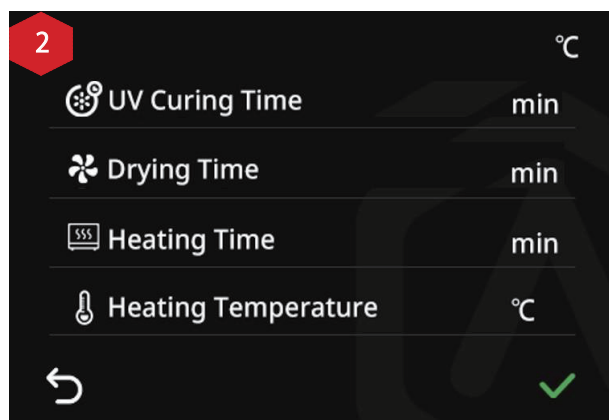 2
℃
UV Curing Time min
Drying Time min
Heating Time min
Heating Temperature ℃